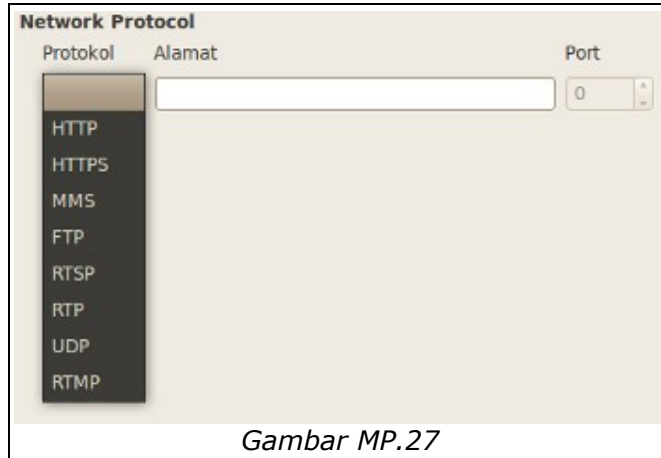 Network Protocol
Protokol Alamat Port
0
HTTP
HTTPS
MMS
FTP
RTSP
RTP
UDP
RTMP
Gambar MP.27